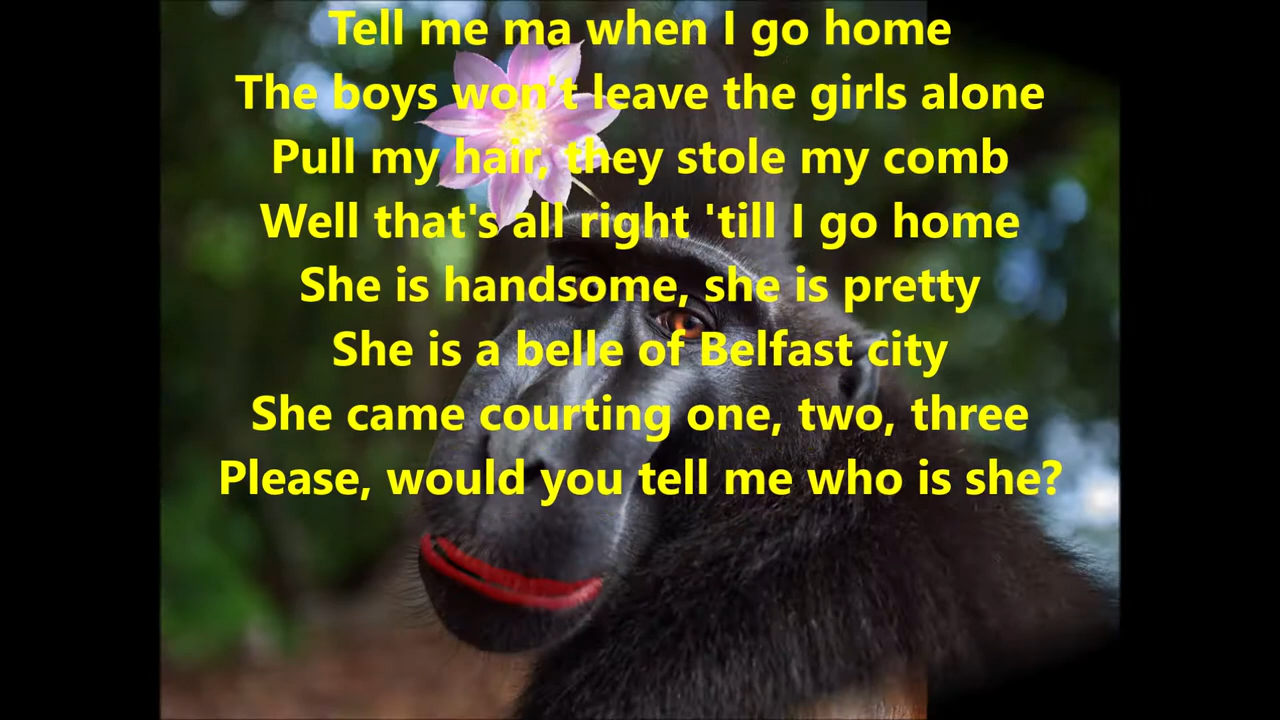 Tell me ma when I go home
The boys won't leave the girls alone
Pull my hair, they stole my comb
Well that's all right 'till I go home
She is handsome, she is pretty
She is a belle of Belfast city
She came courting one, two, three
Please, would you tell me who is she?